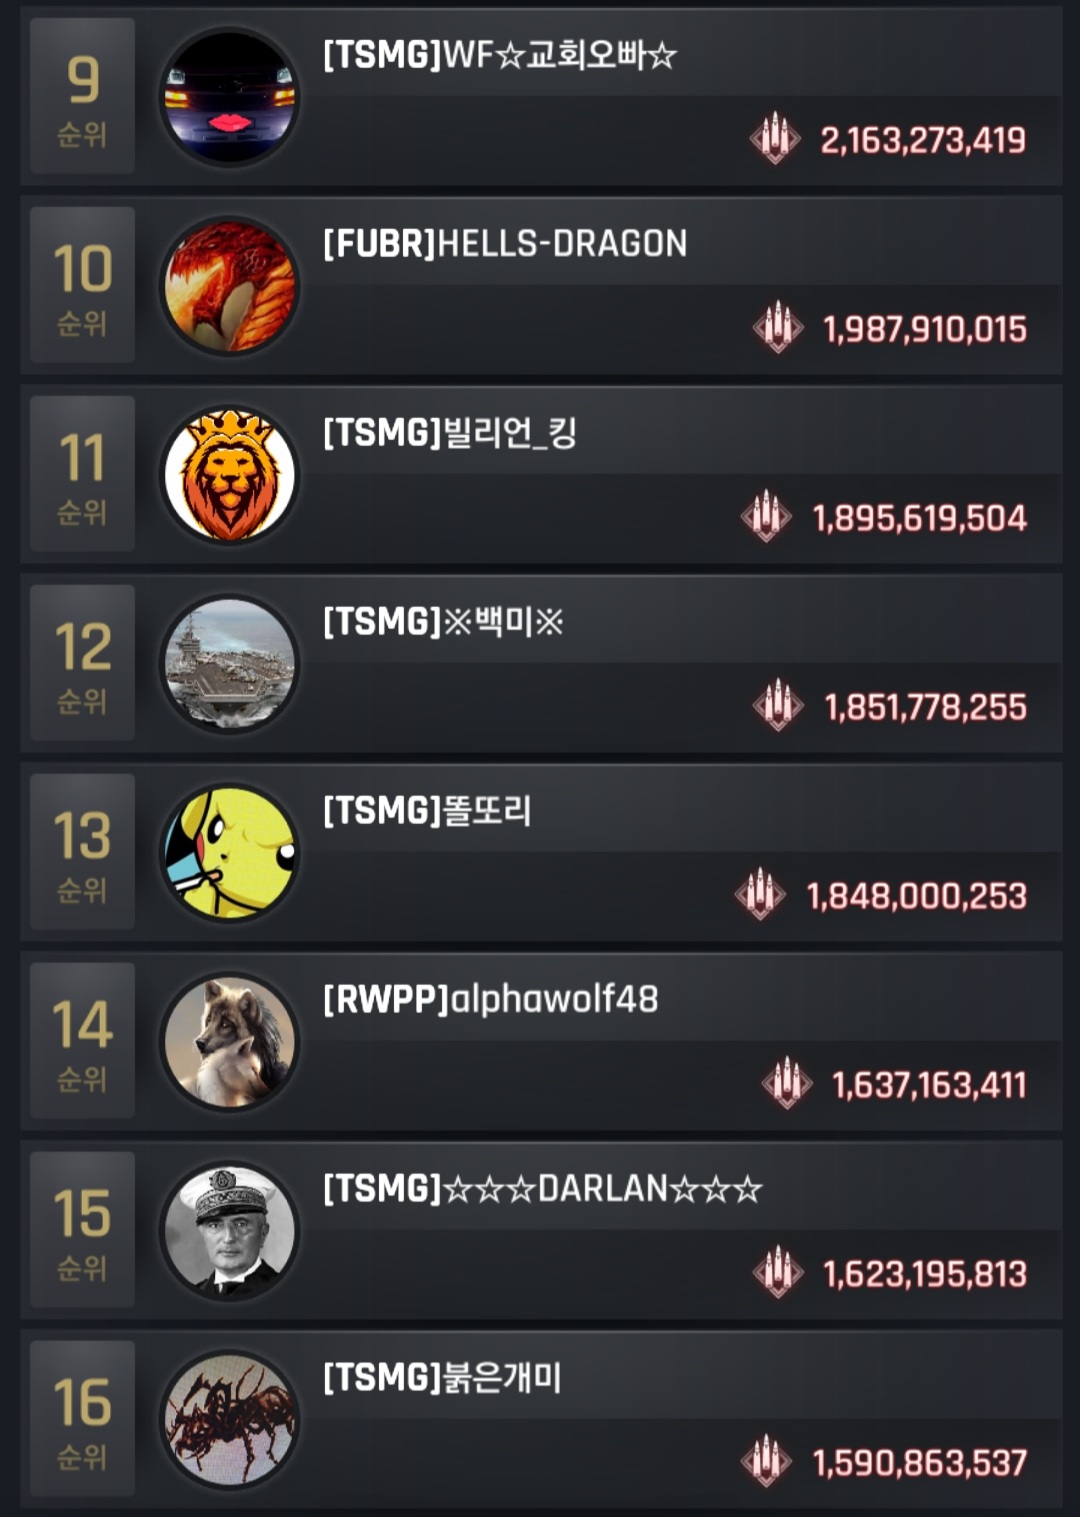 9
순위
[TSMG]WF☆교회오빠☆
2,163,273,419
10
순위
[FUBR]HELLS-DRAGON
1,987,910,015
11
순위
[TSMG]빌리언_킹
1,895,619,504
12
순위
[TSMG]※백미※
1,851,778,255
13
순위
[TSMG]똘또리
1,848,000,253
14
순위
[RWPP]alphawolf48
1,637,163,411
15
순위
[TSMG]☆☆☆DARLAN☆☆☆
1,623,195,813
16
순위
[TSMG]붉은개미
1,590,863,537